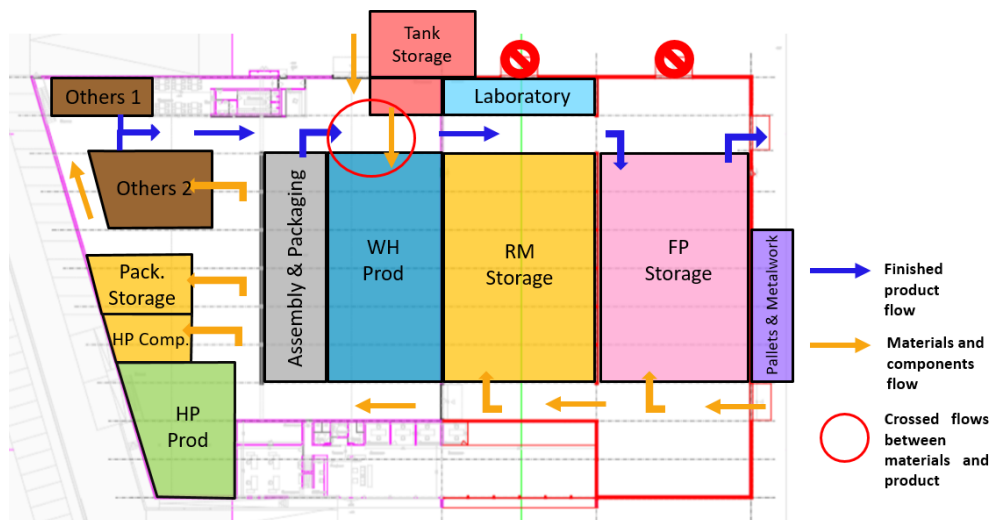 Tank
Storage
Others 1
Laboratory
Others 2
Assembly & Packaging
WH
Prod
RM
Storage
FP
Storage
Pallets & Metalwork
Pack.
Storage
HP Comp.
HP
Prod
Finished
product
flow
Materials and
components
flow
Crossed flows
between
materials and
product